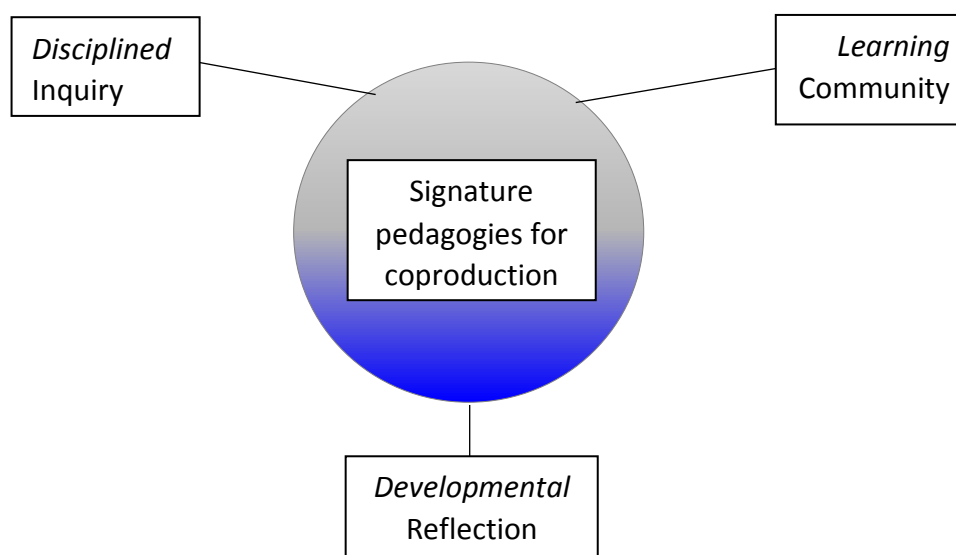 Disciplined
Inquiry
Learning
Community
Signature
pedagogies for
coproduction
Developmental
Reflection